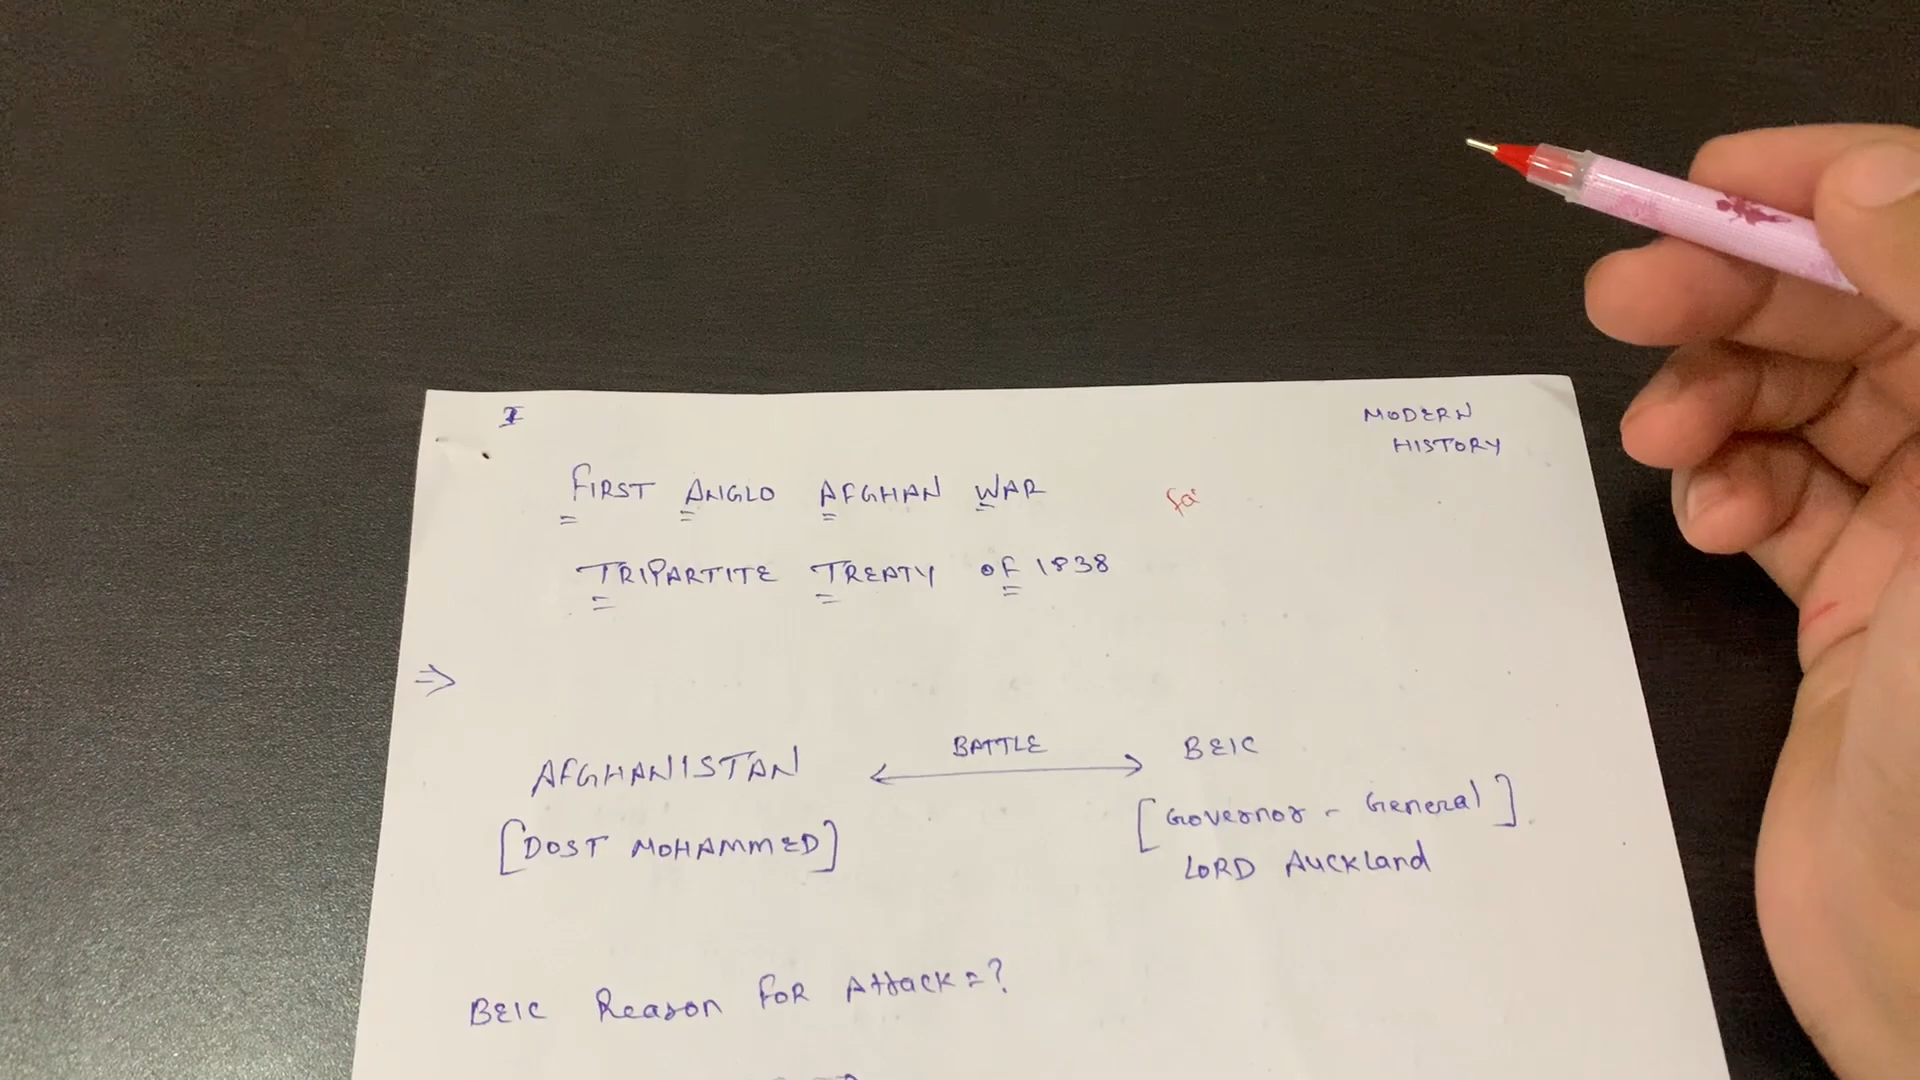 I
MODERN
HISTORY
FIRST ANGLO AFGHAN WAR
TRIPARTITE TREATY OF 1838
⇒
BATTLE
AFGHANISTAN ⟷ BEIC
[DOST MOHAMMED] [Governor - General]
LORD AUCKLand
BEIC Reason FOR Attack = ?